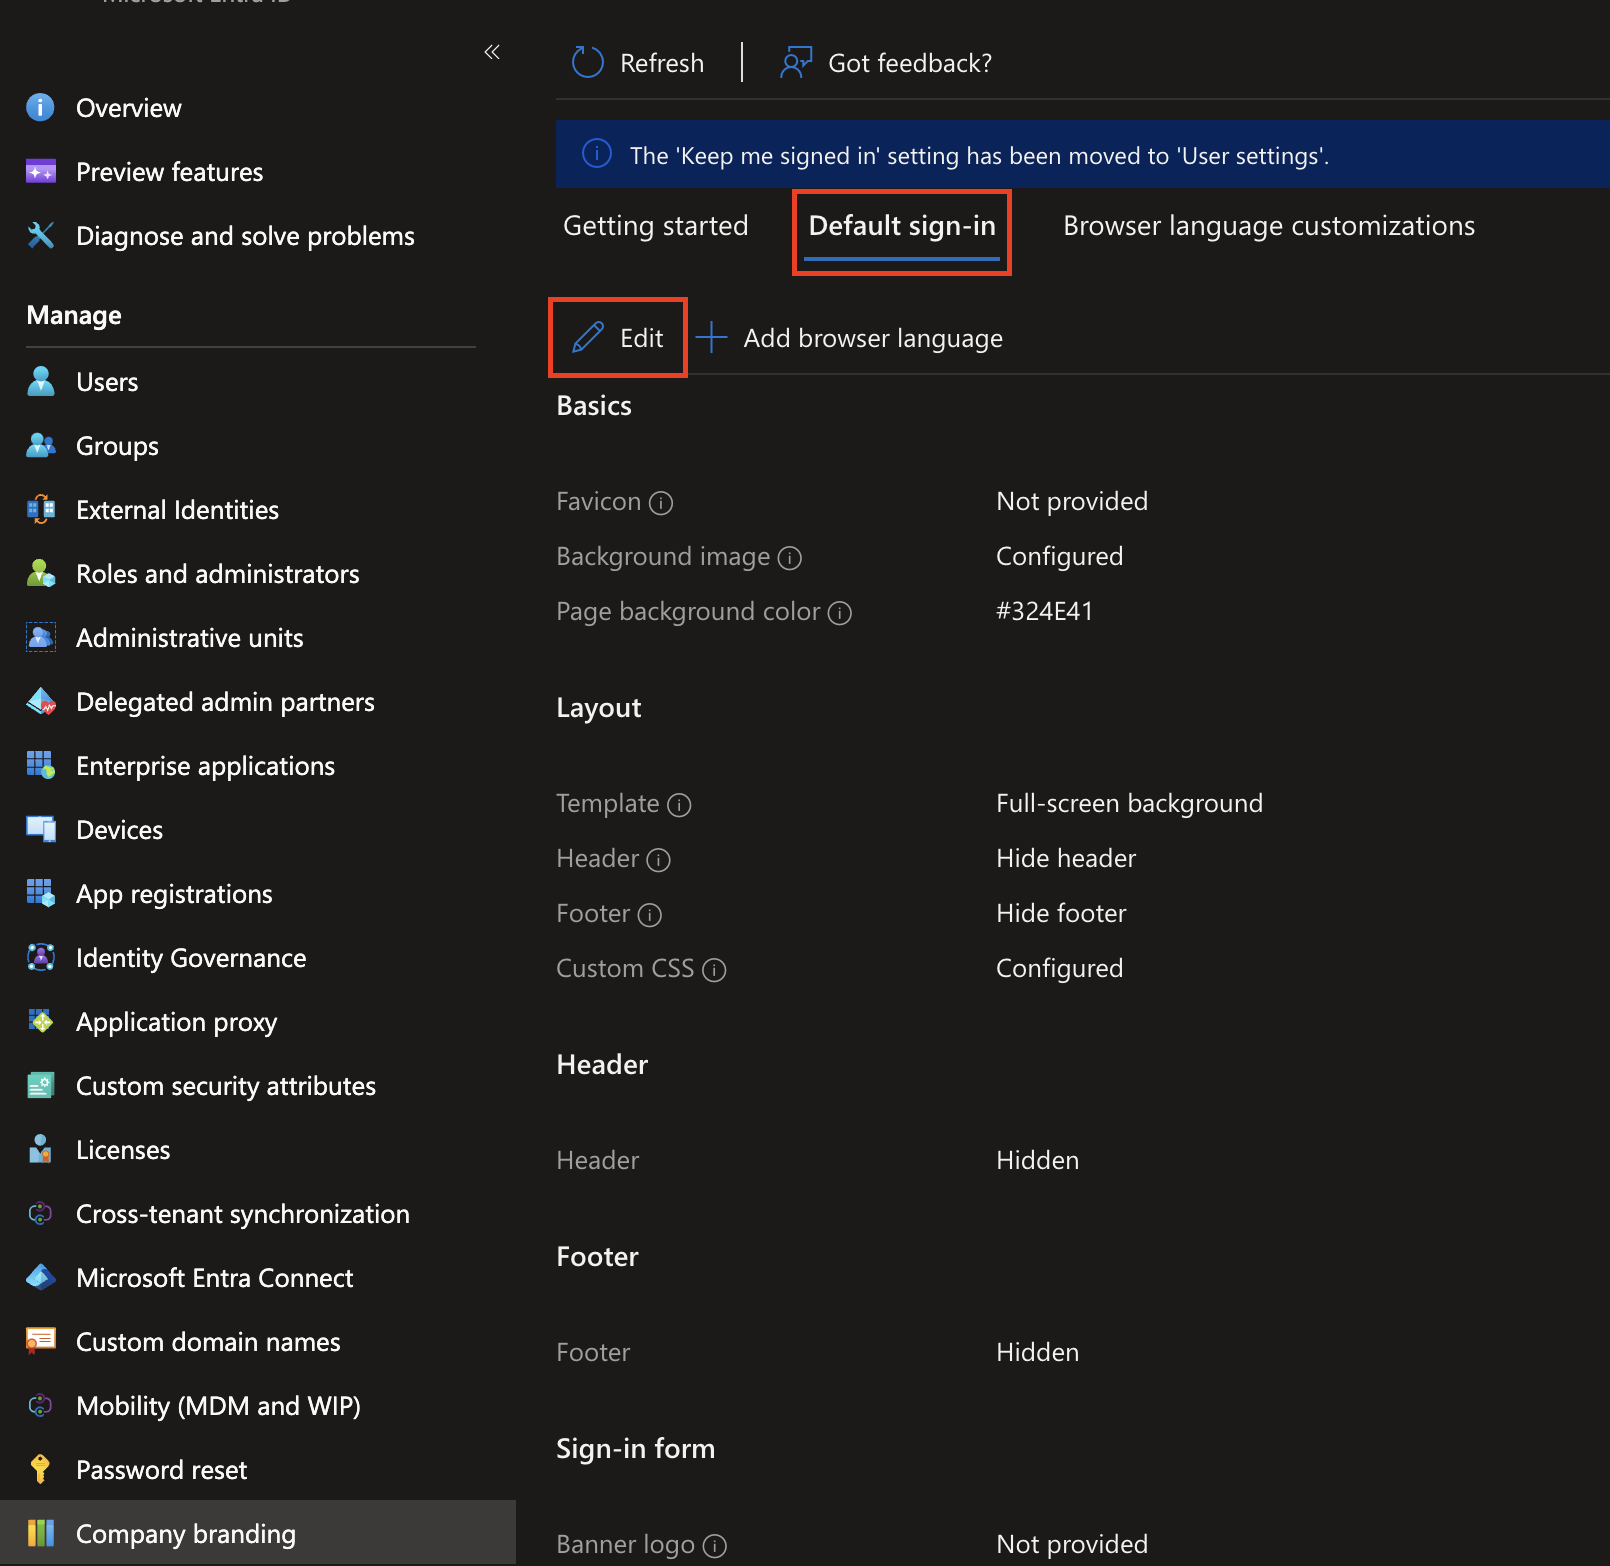 Microsoft Entra ID
«
Overview
Preview features
Diagnose and solve problems
Manage
Users
Groups
External Identities
Roles and administrators
Administrative units
Delegated admin partners
Enterprise applications
Devices
App registrations
Identity Governance
Application proxy
Custom security attributes
Licenses
Cross-tenant synchronization
Microsoft Entra Connect
Custom domain names
Mobility (MDM and WIP)
Password reset
Company branding
Refresh | Got feedback?
The 'Keep me signed in' setting has been moved to 'User settings'.
Getting started Default sign-in Browser language customizations
Edit Add browser language
Basics
Favicon Not provided
Background image Configured
Page background color #324E41
Layout
Template Full-screen background
Header Hide header
Footer Hide footer
Custom CSS Configured
Header
Header Hidden
Footer
Footer Hidden
Sign-in form
Banner logo Not provided